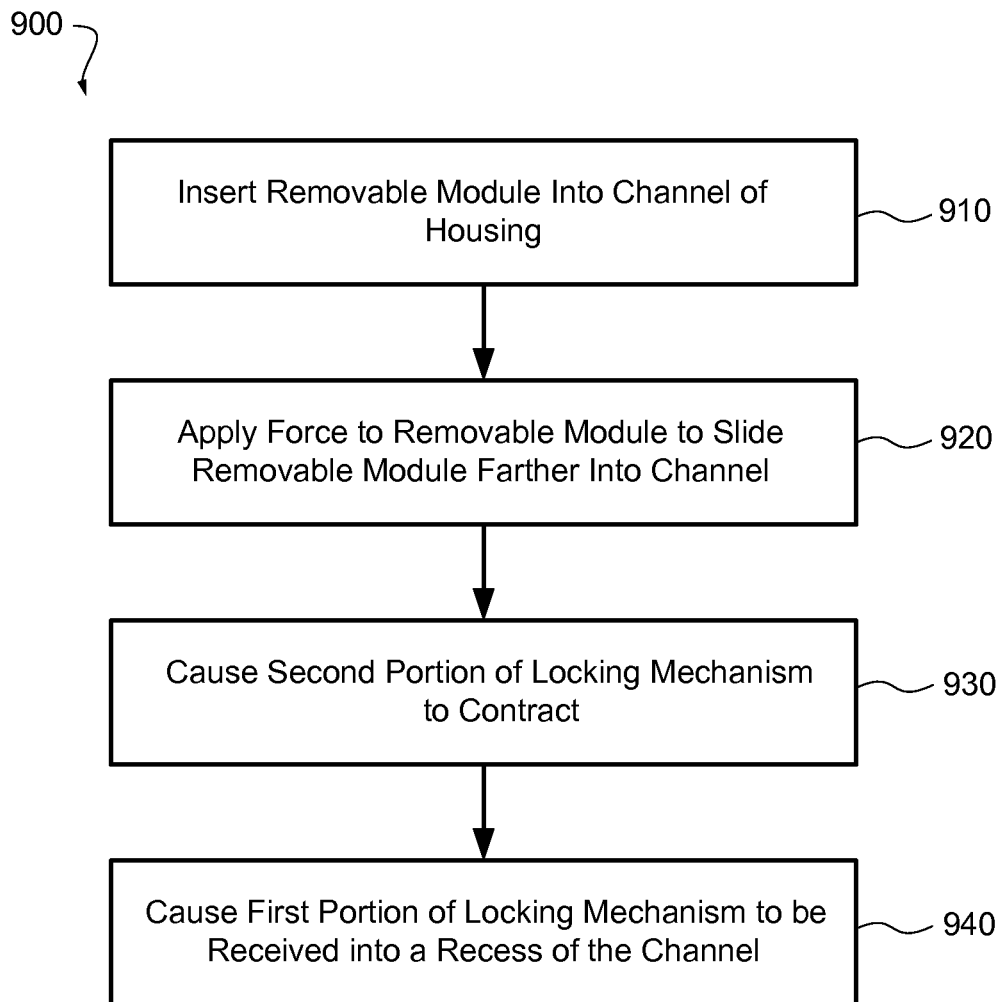 900
Insert Removable Module Into Channel of
Housing
910
Apply Force to Removable Module to Slide
Removable Module Farther Into Channel
920
Cause Second Portion of Locking Mechanism
to Contract
930
Cause First Portion of Locking Mechanism to be
Received into a Recess of the Channel
940